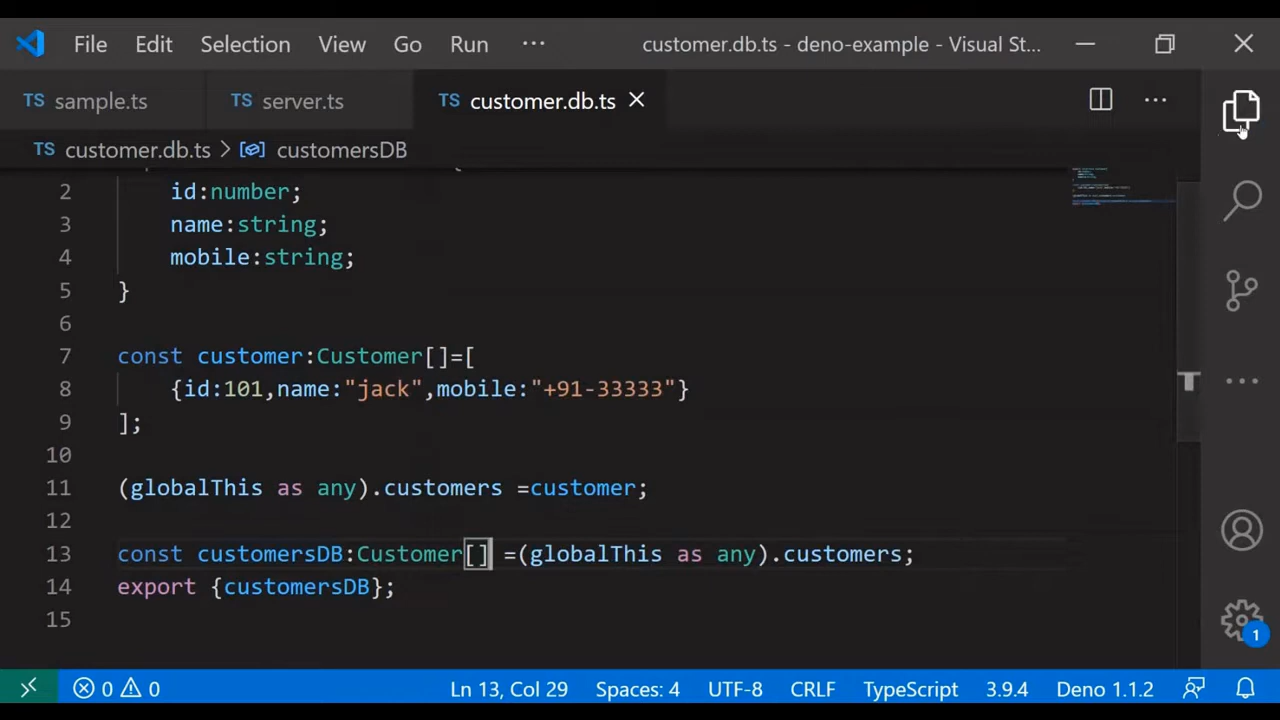 File Edit Selection View Go Run ··· customer.db.ts - deno-example - Visual St...
TS sample.ts TS server.ts TS customer.db.ts
TS customer.db.ts > customersDB
2 id:number;
3 name:string;
4 mobile:string;
5 }
6
7 const customer:Customer[]=[
8 {id:101,name:"jack",mobile:"+91-33333"}
9 ];
10
11 (globalThis as any).customers =customer;
12
13 const customersDB:Customer[] =(globalThis as any).customers;
14 export {customersDB};
15
T
1
0 0 Ln 13, Col 29 Spaces: 4 UTF-8 CRLF TypeScript 3.9.4 Deno 1.1.2